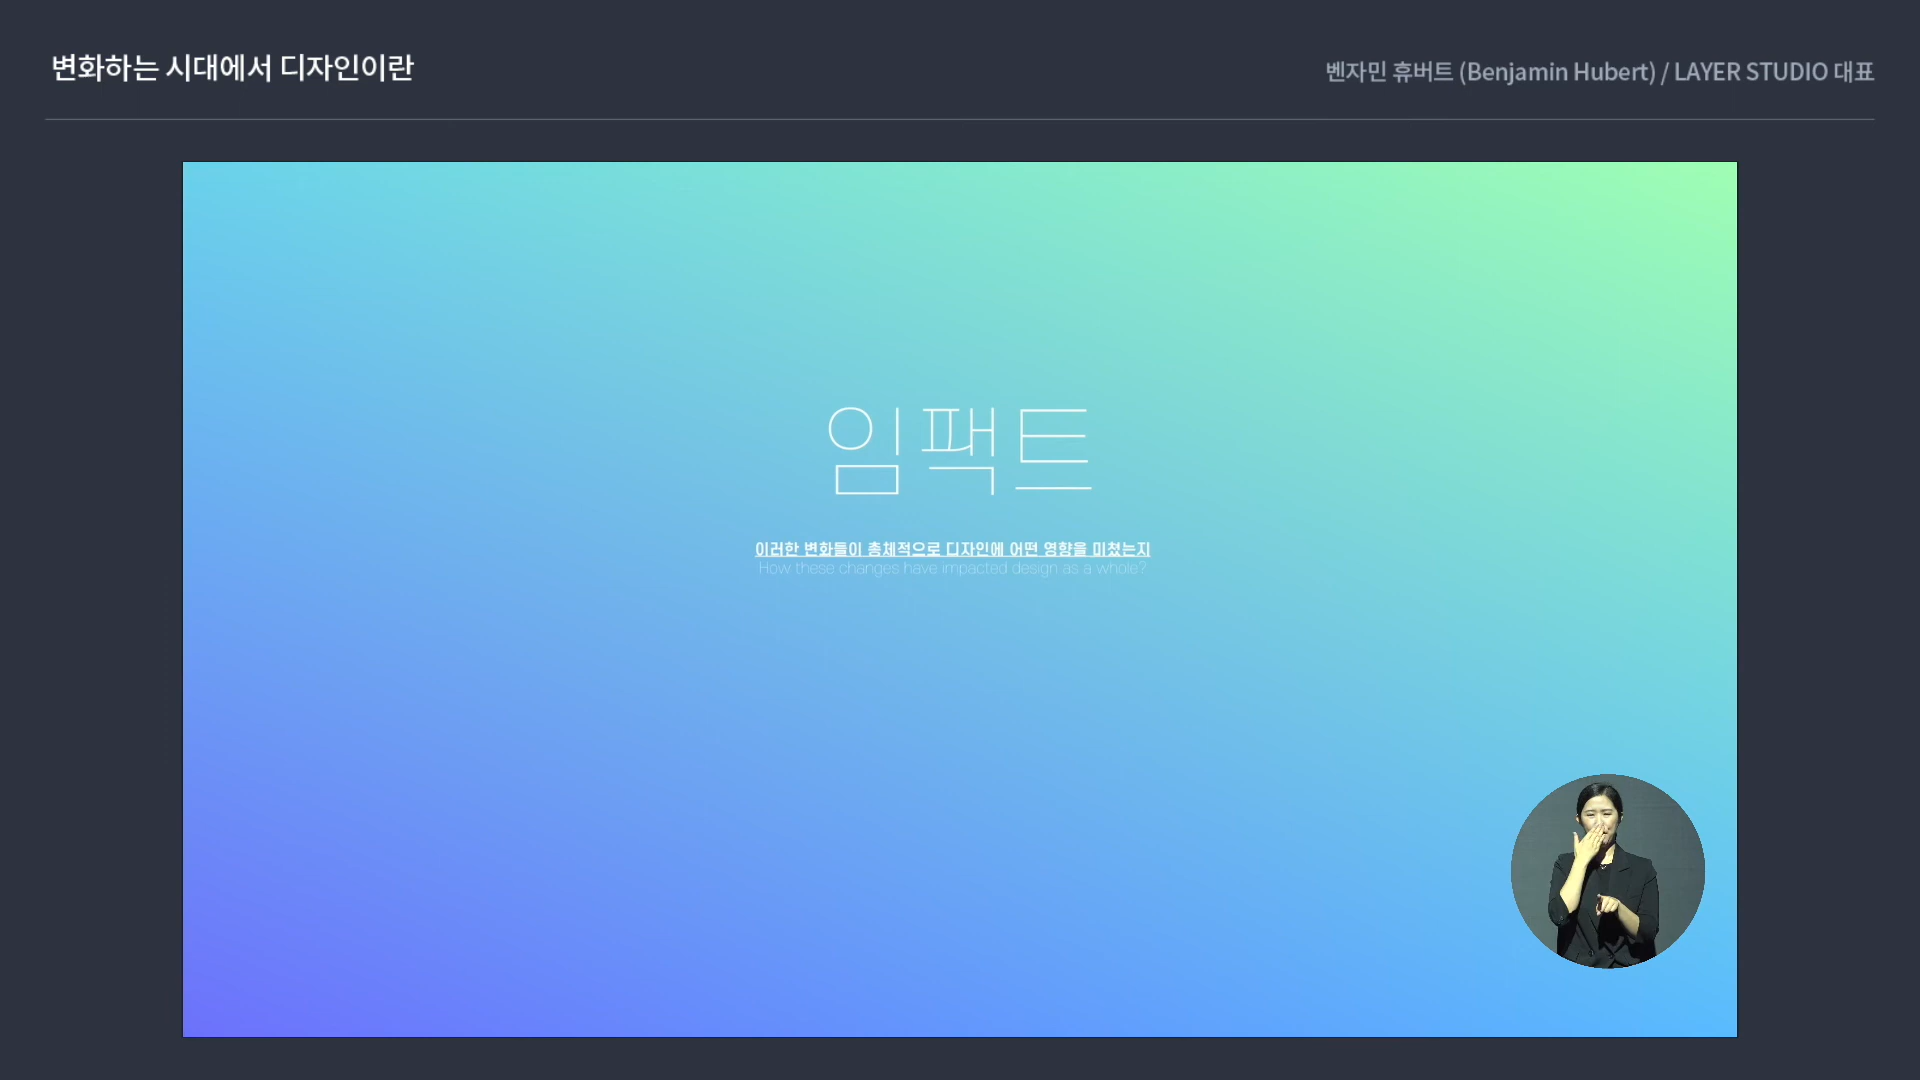 변화하는 시대에서 디자인이란
벤자민 휴버트 (Benjamin Hubert) / LAYER STUDIO 대표
임팩트
이러한 변화들이 총체적으로 디자인에 어떤 영향을 미쳤는지
How these changes have impacted design as a whole?